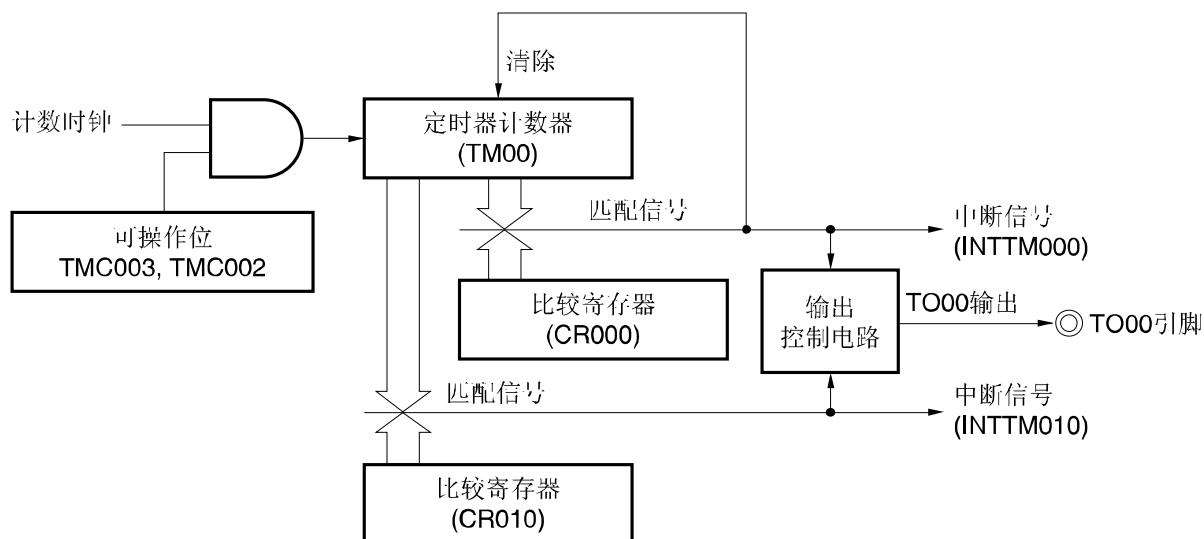 清除
计数时钟
定时器计数器
(TM00)
匹配信号
中断信号
(INTTM000)
可操作位
TMC003, TMC002
比较寄存器
(CR000)
输出
控制电路
TO00输出
TO00引脚
匹配信号
中断信号
(INTTM010)
比较寄存器
(CR010)